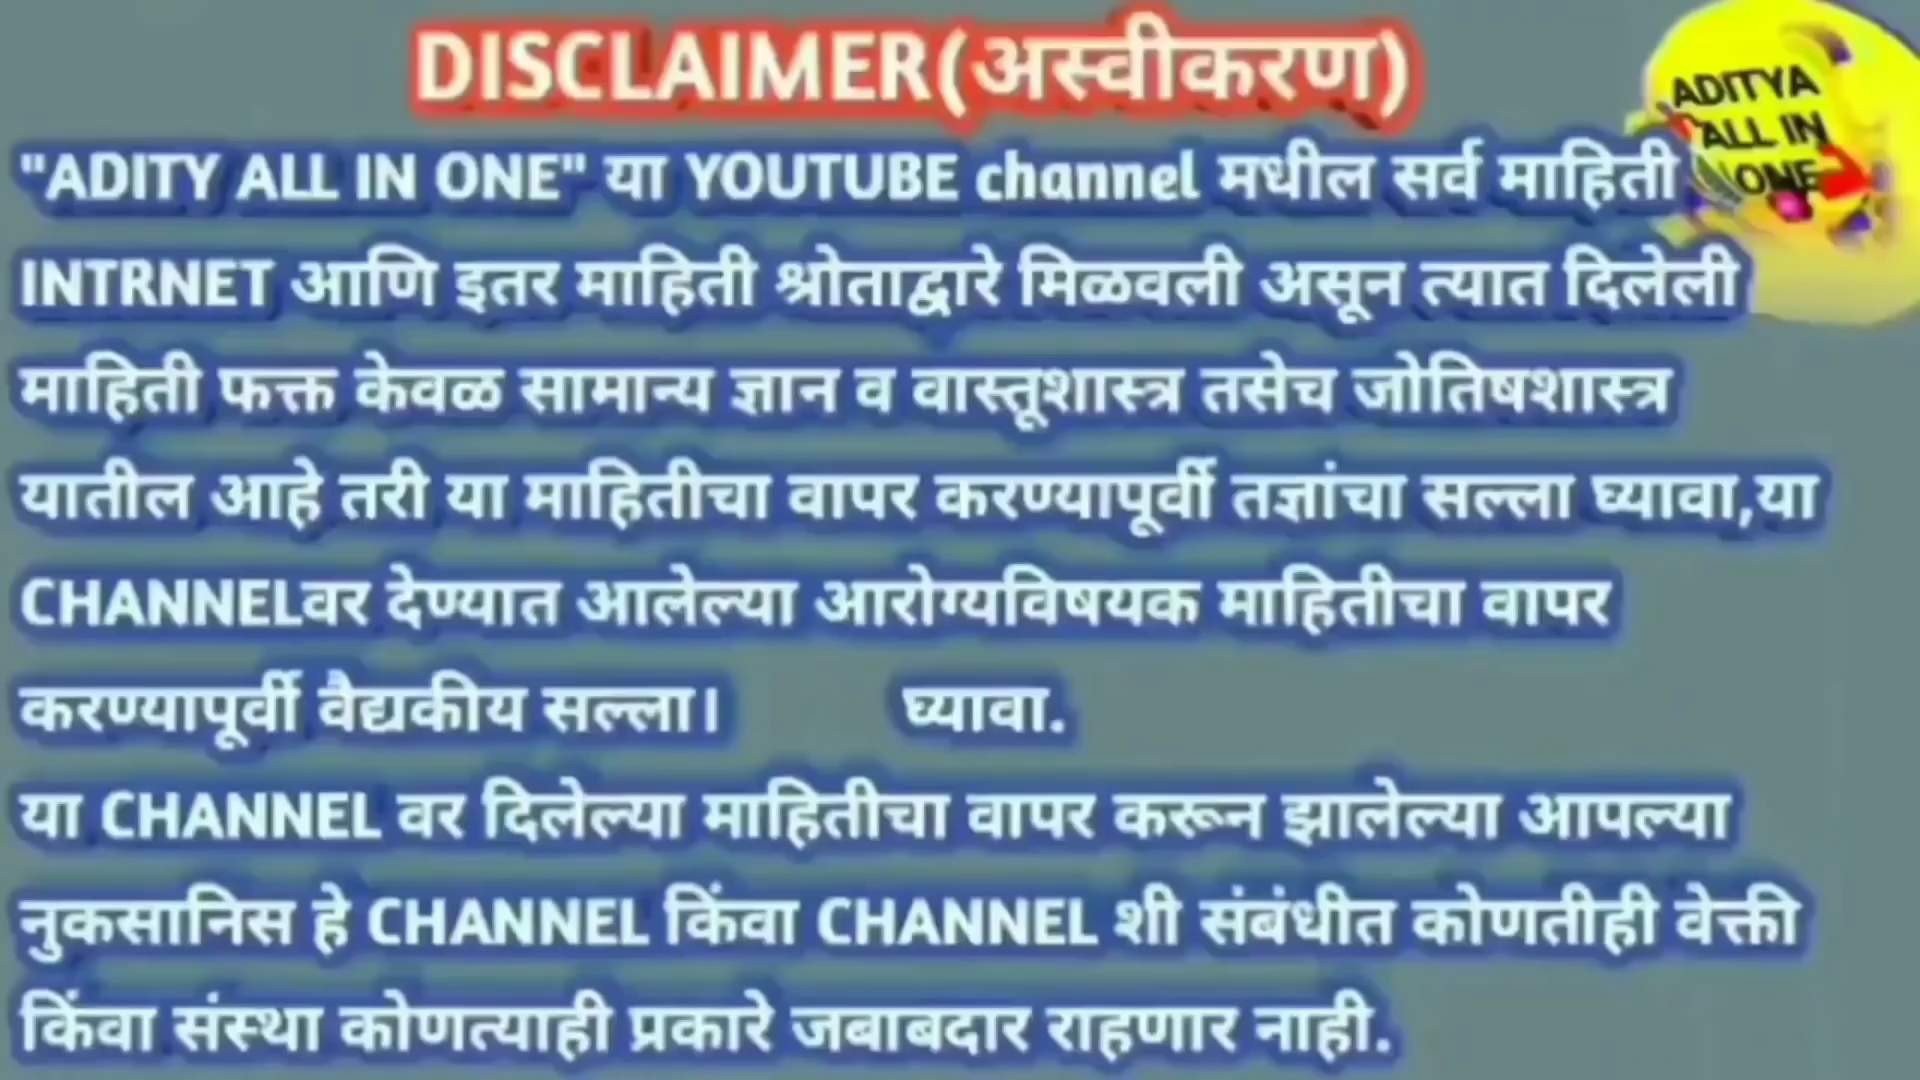 DISCLAIMER(अस्वीकरण)
ADITYA
ALL IN
ONE
"ADITY ALL IN ONE" या YOUTUBE channel मधील सर्व माहिती
INTRNET आणि इतर माहिती श्रोताद्वारे मिळवली असून त्यात दिलेली
माहिती फक्त केवळ सामान्य ज्ञान व वास्तूशास्त्र तसेच जोतिषशास्त्र
यातील आहे तरी या माहितीचा वापर करण्यापूर्वी तज्ञांचा सल्ला घ्यावा,या
CHANNELवर देण्यात आलेल्या आरोग्यविषयक माहितीचा वापर
करण्यापूर्वी वैद्यकीय सल्ला। घ्यावा.
या CHANNEL वर दिलेल्या माहितीचा वापर करून झालेल्या आपल्या
नुकसानिस हे CHANNEL किंवा CHANNEL शी संबंधीत कोणतीही वेक्ती
किंवा संस्था कोणत्याही प्रकारे जबाबदार राहणार नाही.